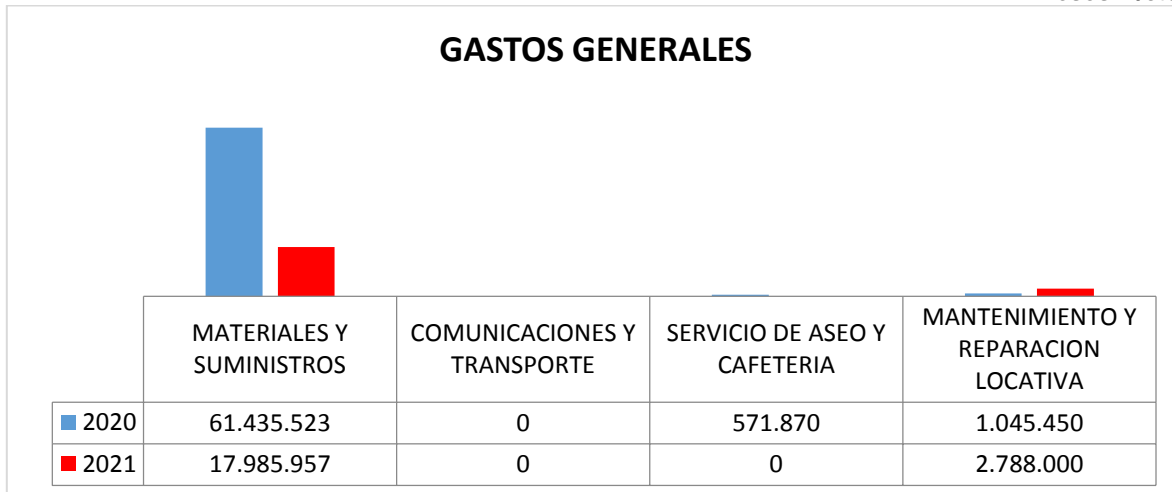 GASTOS GENERALES
MATERIALES Y
SUMINISTROS
COMUNICACIONES Y
TRANSPORTE
SERVICIO DE ASEO Y
CAFETERIA
MANTENIMIENTO Y
REPARACION
LOCATIVA
2020 61.435.523 0 571.870 1.045.450
2021 17.985.957 0 0 2.788.000